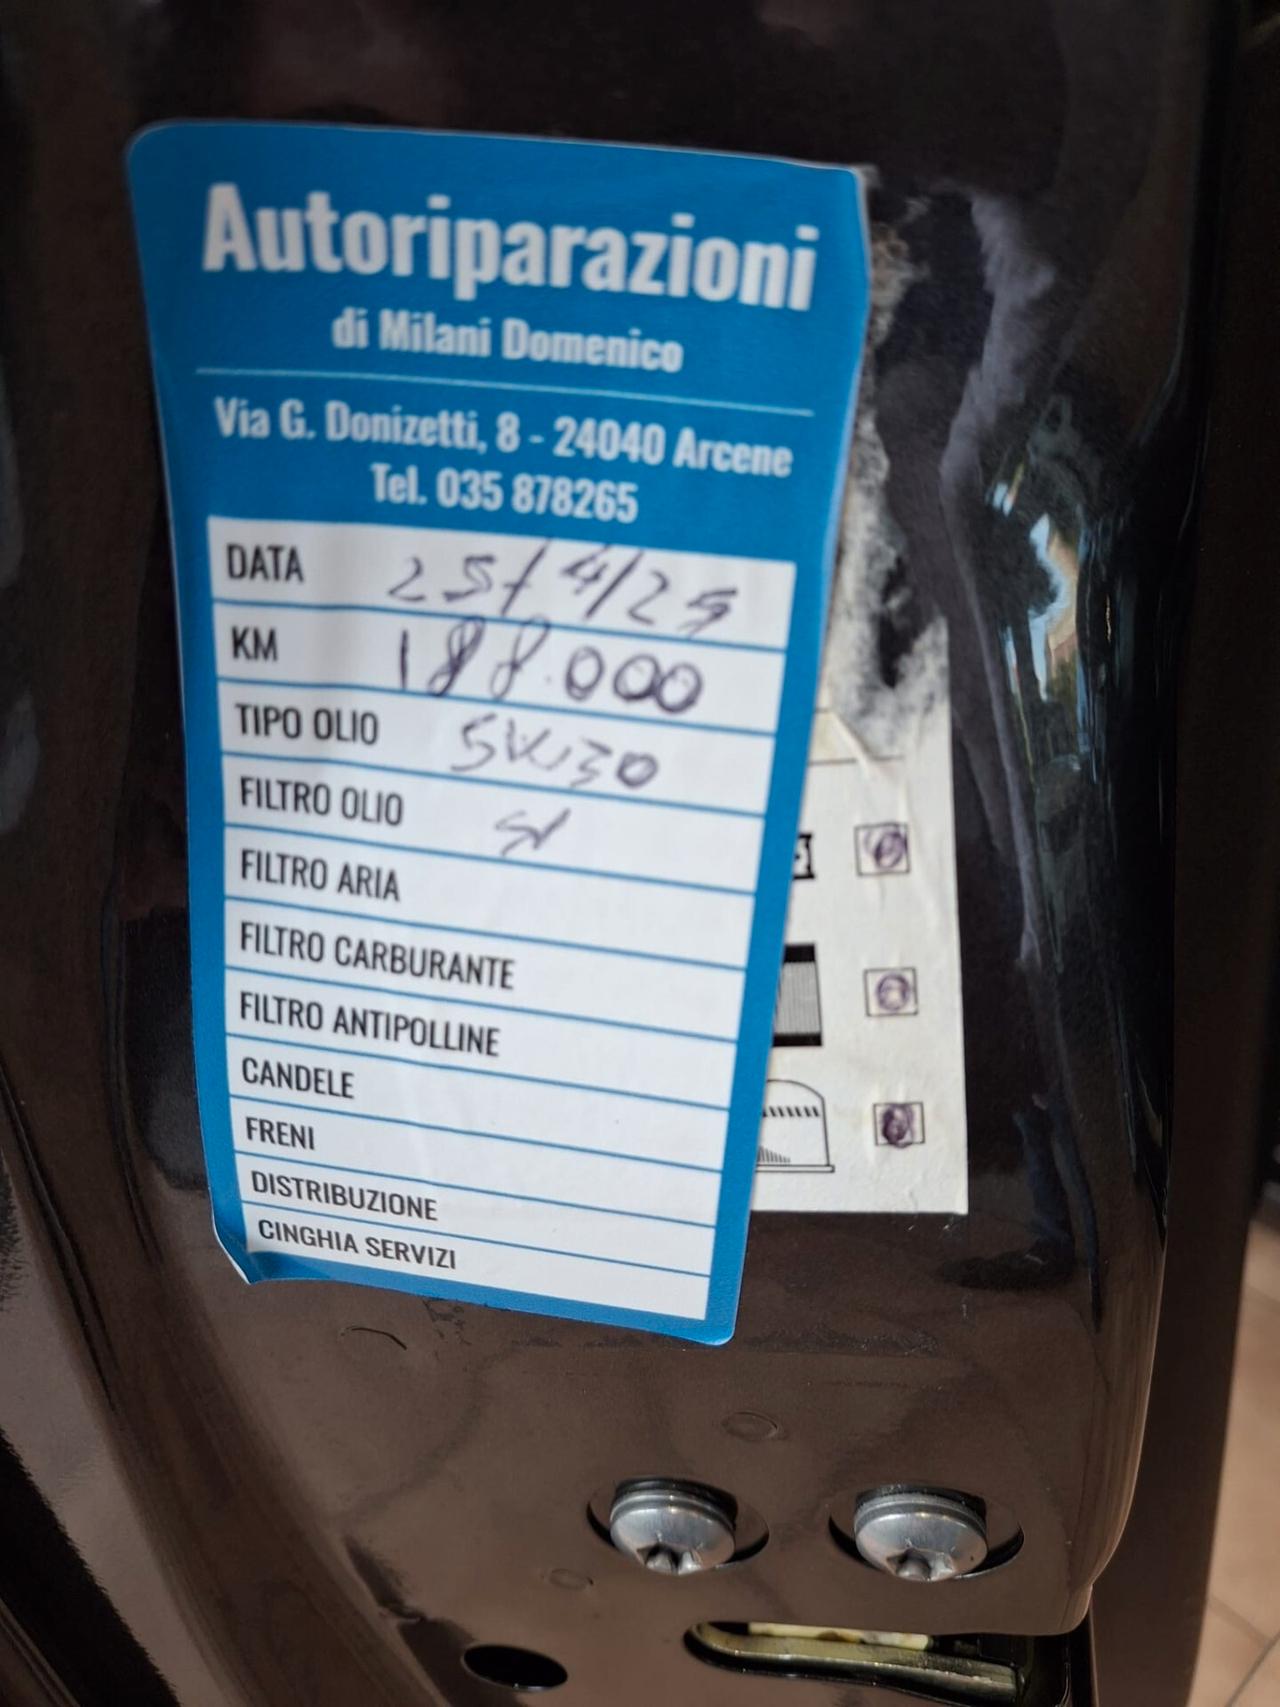 Autoriparazioni
di Milani Domenico
Via G. Donizetti, 8 - 24040 Arcene
Tel. 035 878265
DATA 25/4/25
KM 188.000
TIPO OLIO 5W30
FILTRO OLIO SI
FILTRO ARIA
FILTRO CARBURANTE
FILTRO ANTIPOLLINE
CANDELE
FRENI
DISTRIBUZIONE
CINGHIA SERVIZI